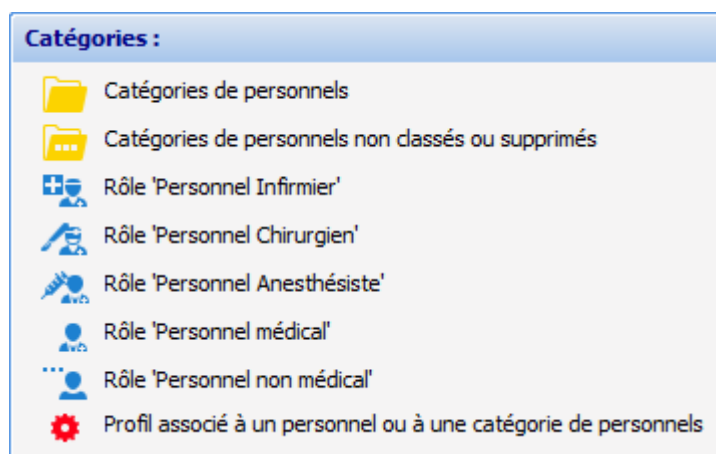 Catégories :
Catégories de personnels
Catégories de personnels non classés ou supprimés
Rôle 'Personnel Infirmier'
Rôle 'Personnel Chirurgien'
Rôle 'Personnel Anesthésiste'
Rôle 'Personnel médical'
Rôle 'Personnel non médical'
Profil associé à un personnel ou à une catégorie de personnels